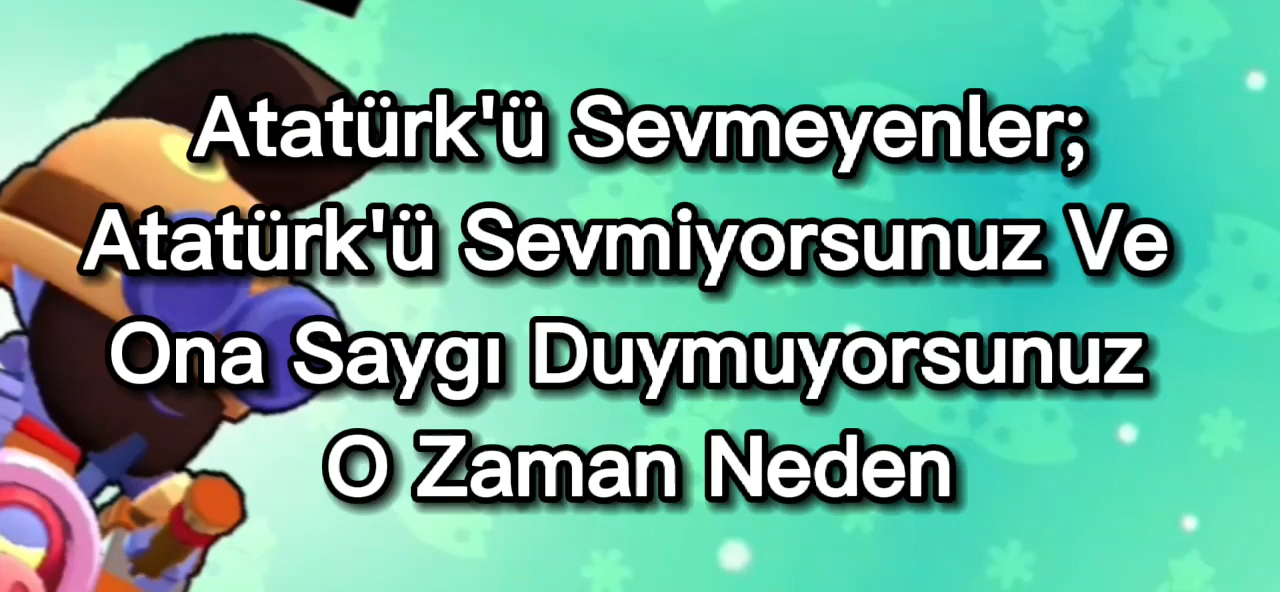 Atatürk'ü Sevmeyenler;
Atatürk'ü Sevmiyorsunuz Ve
Ona Saygı Duymuyorsunuz
O Zaman Neden